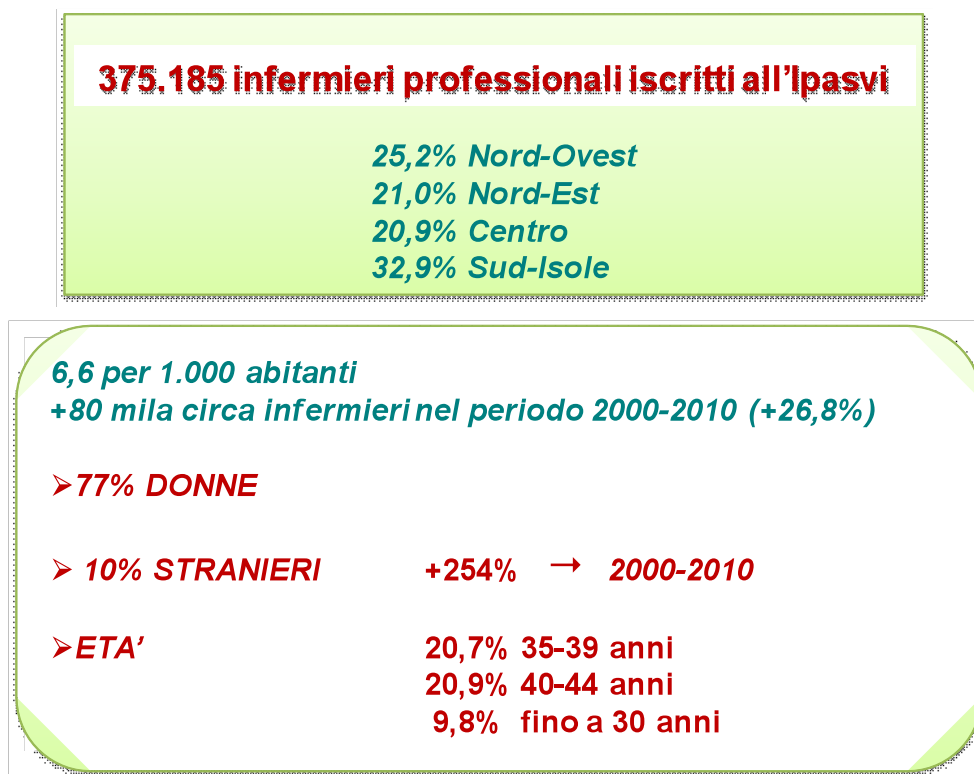 375.185 infermieri professionali iscritti all’Ipasvi
25,2% Nord-Ovest
21,0% Nord-Est
20,9% Centro
32,9% Sud-Isole
6,6 per 1.000 abitanti
+80 mila circa infermieri nel periodo 2000-2010 (+26,8%)
➢77% DONNE
➢ 10% STRANIERI +254% → 2000-2010
➢ETA’ 20,7% 35-39 anni
20,9% 40-44 anni
9,8% fino a 30 anni